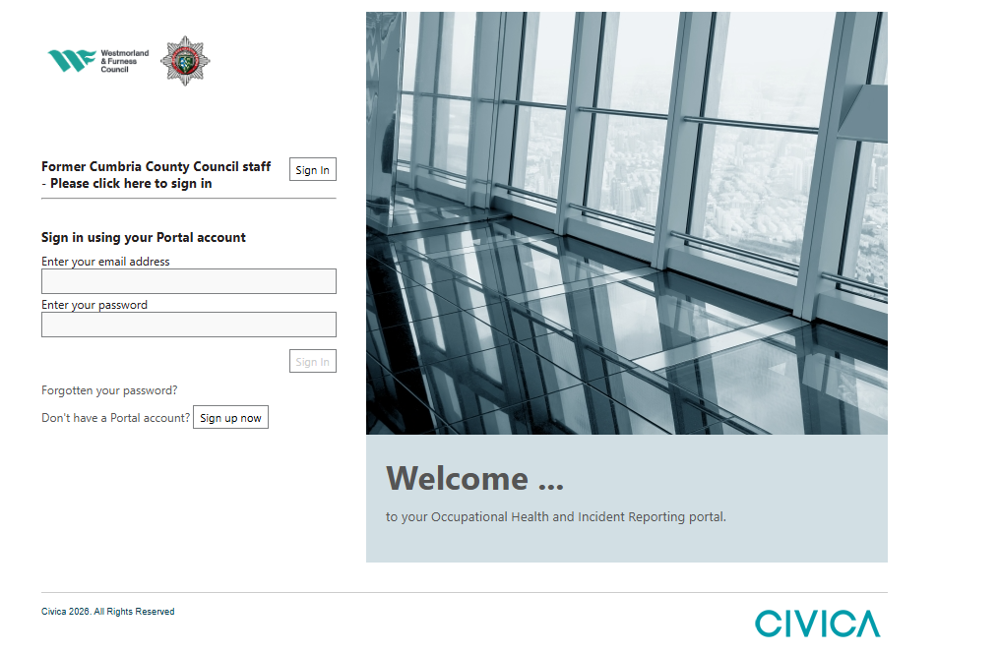 Westmorland
& Furness
Council
Former Cumbria County Council staff
- Please click here to sign in
Sign In
Sign in using your Portal account
Enter your email address
Enter your password
Sign In
Forgotten your password?
Don't have a Portal account?
Sign up now
Welcome ...
to your Occupational Health and Incident Reporting portal.
Civica 2026. All Rights Reserved
CIVICA